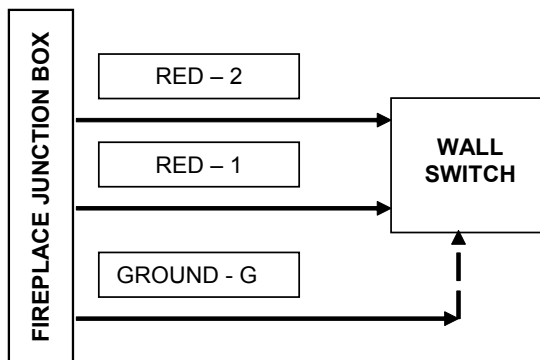 FIREPLACE JUNCTION BOX
RED – 2
RED – 1
GROUND - G
WALL
SWITCH